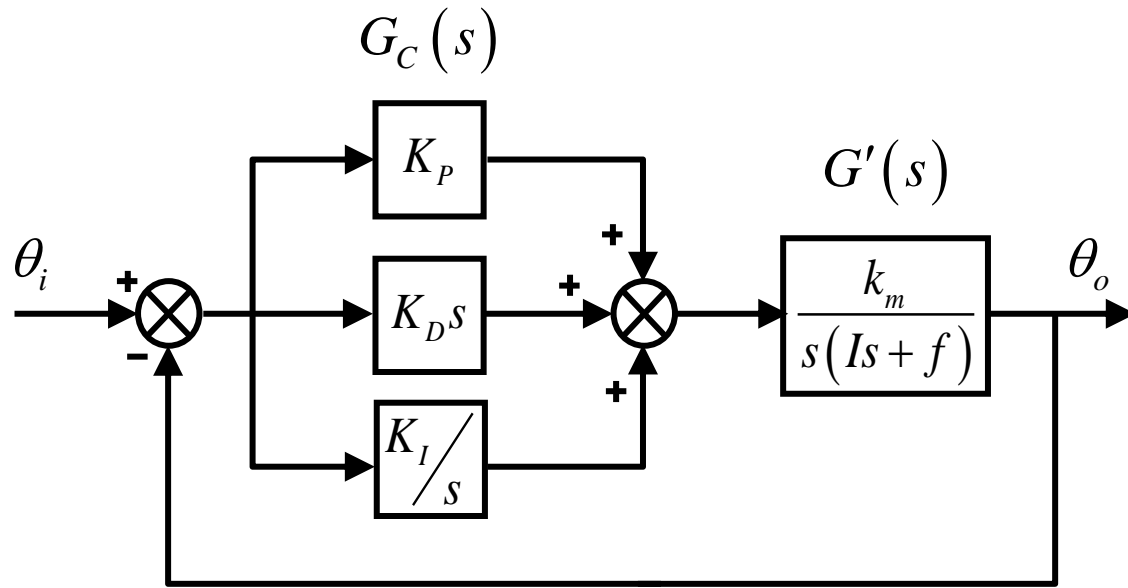 G_C(s)
K_P
G'(s)
θ_i
+
-
K_D s
+
+
+
k_m
s(Is + f)
θ_o
K_I/s